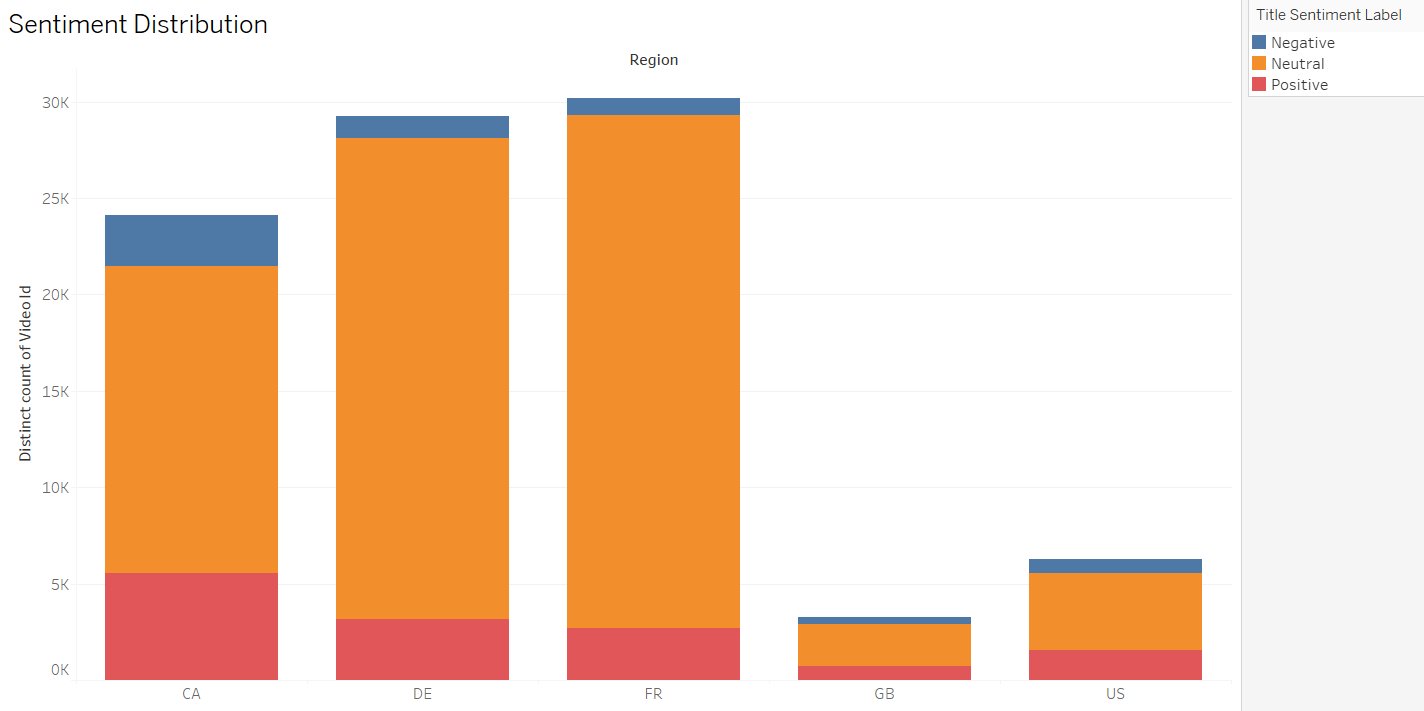 Sentiment Distribution
Title Sentiment Label
Negative
Neutral
Positive
Region
Distinct count of Video Id
30K
25K
20K
15K
10K
5K
0K
CA
DE
FR
GB
US